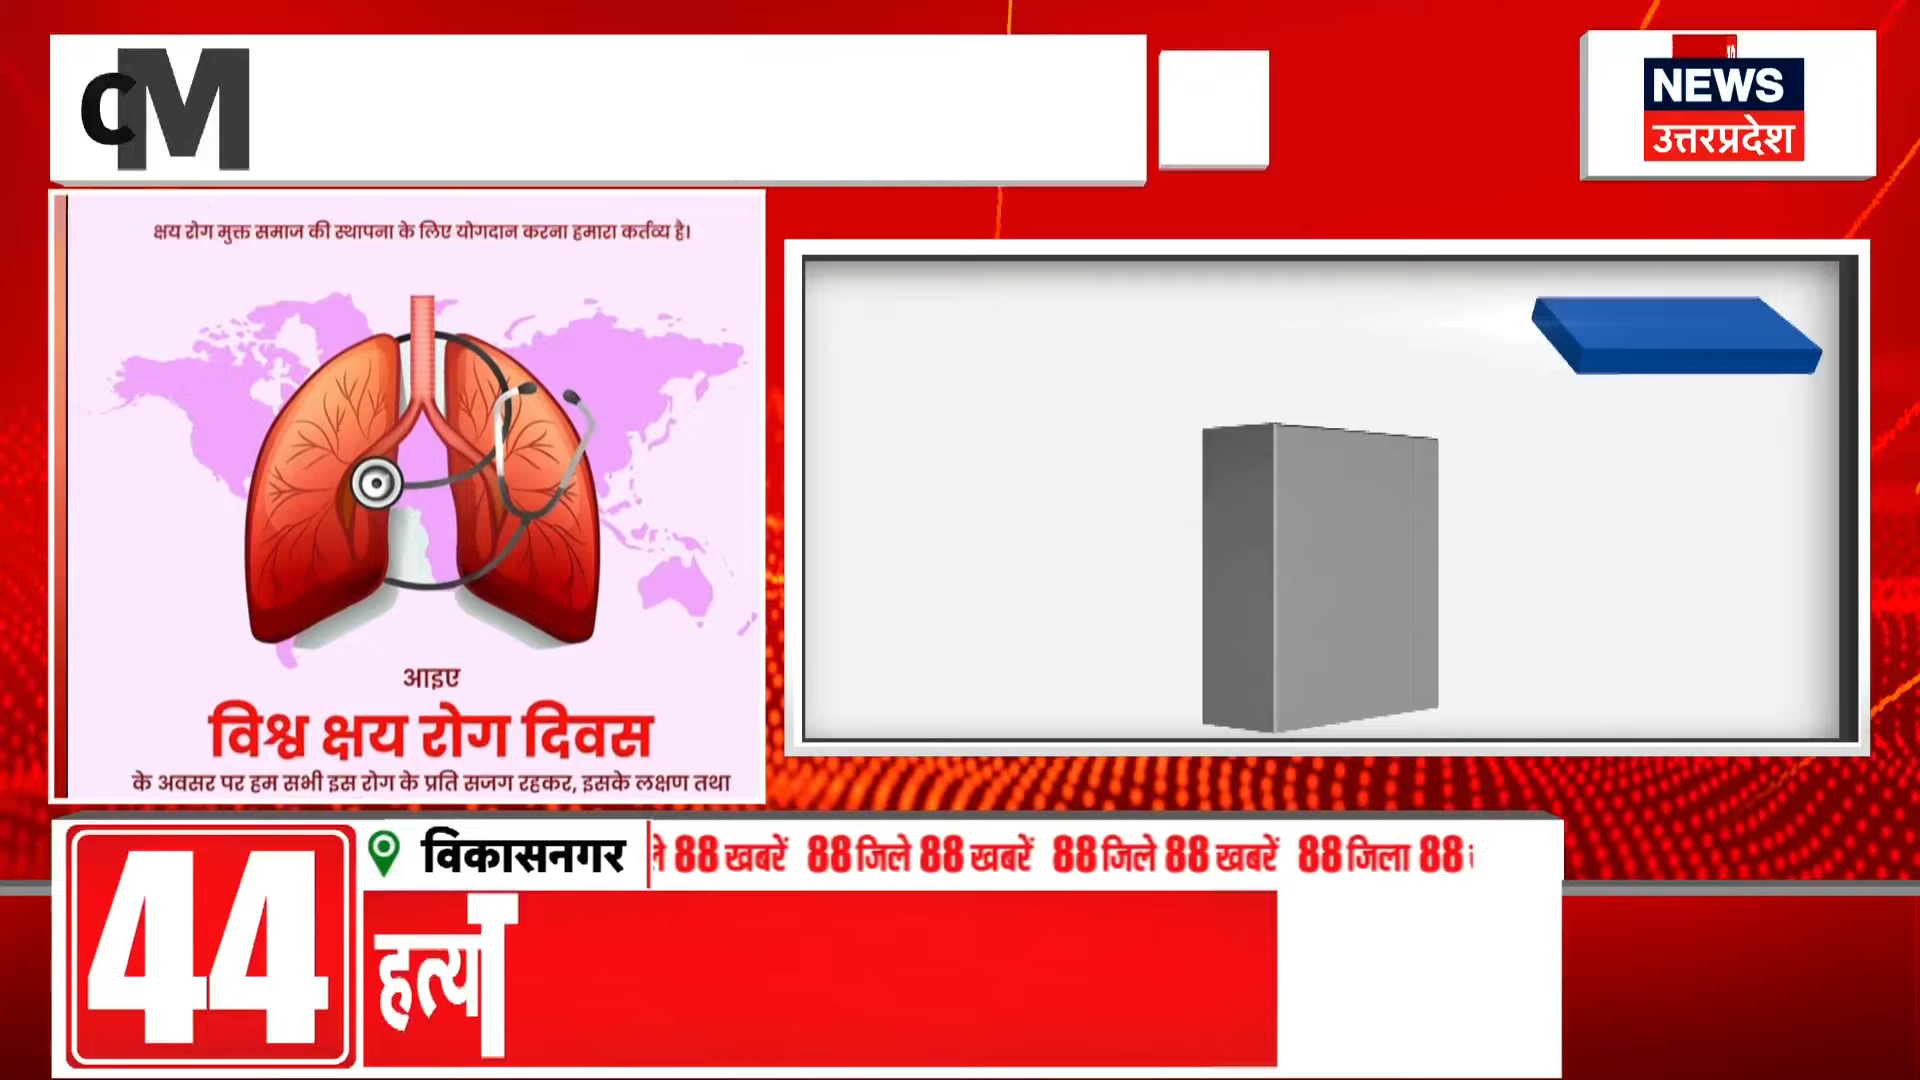 CM
NEWS
उत्तरप्रदेश
क्षय रोग मुक्त समाज की स्थापना के लिए योगदान करना हमारा कर्तव्य है।
आइए
विश्व क्षय रोग दिवस
के अवसर पर हम सभी इस रोग के प्रति सजग रहकर, इसके लक्षण तथा
44
विकासनगर
88 खबरें 88 जिले 88 खबरें 88 जिले 88 खबरें 88 जिला 88